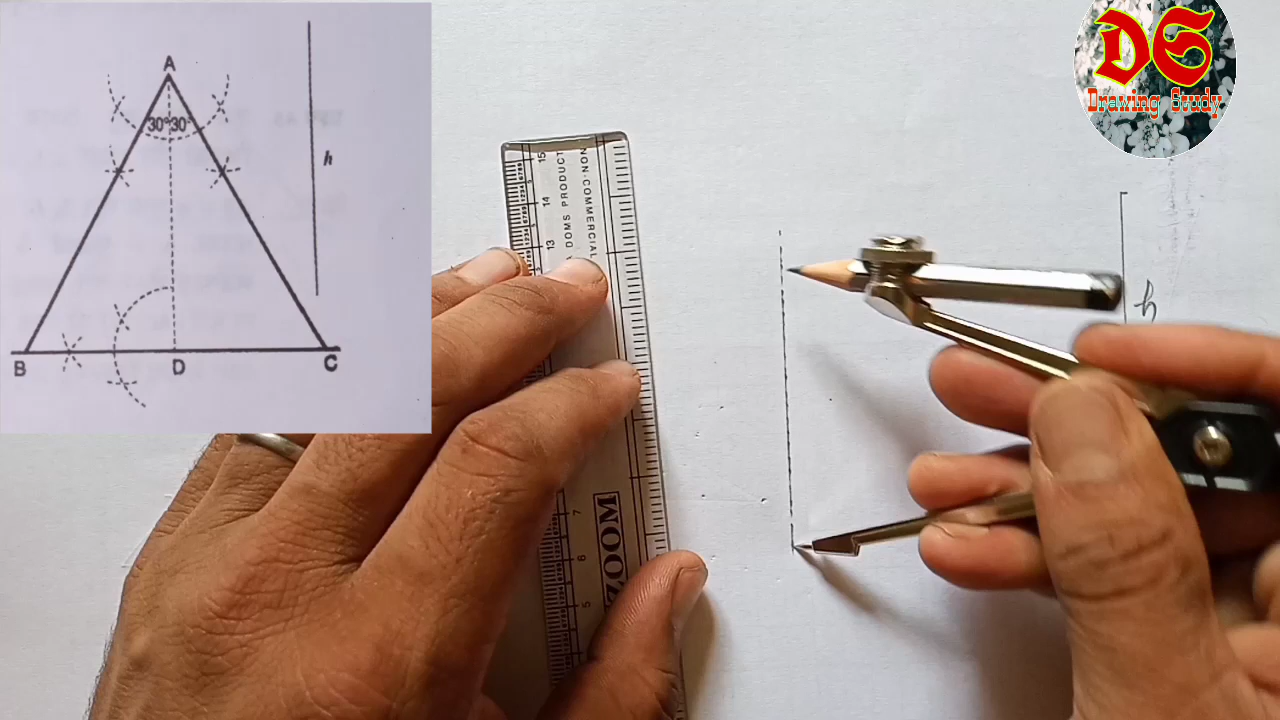 A
30° 30°
h
B
D
C
DS
Drawing Study
15
14
13
NON-COMMERCIAL
DOMS PRODUCT
7
6
5
ZOOM
h